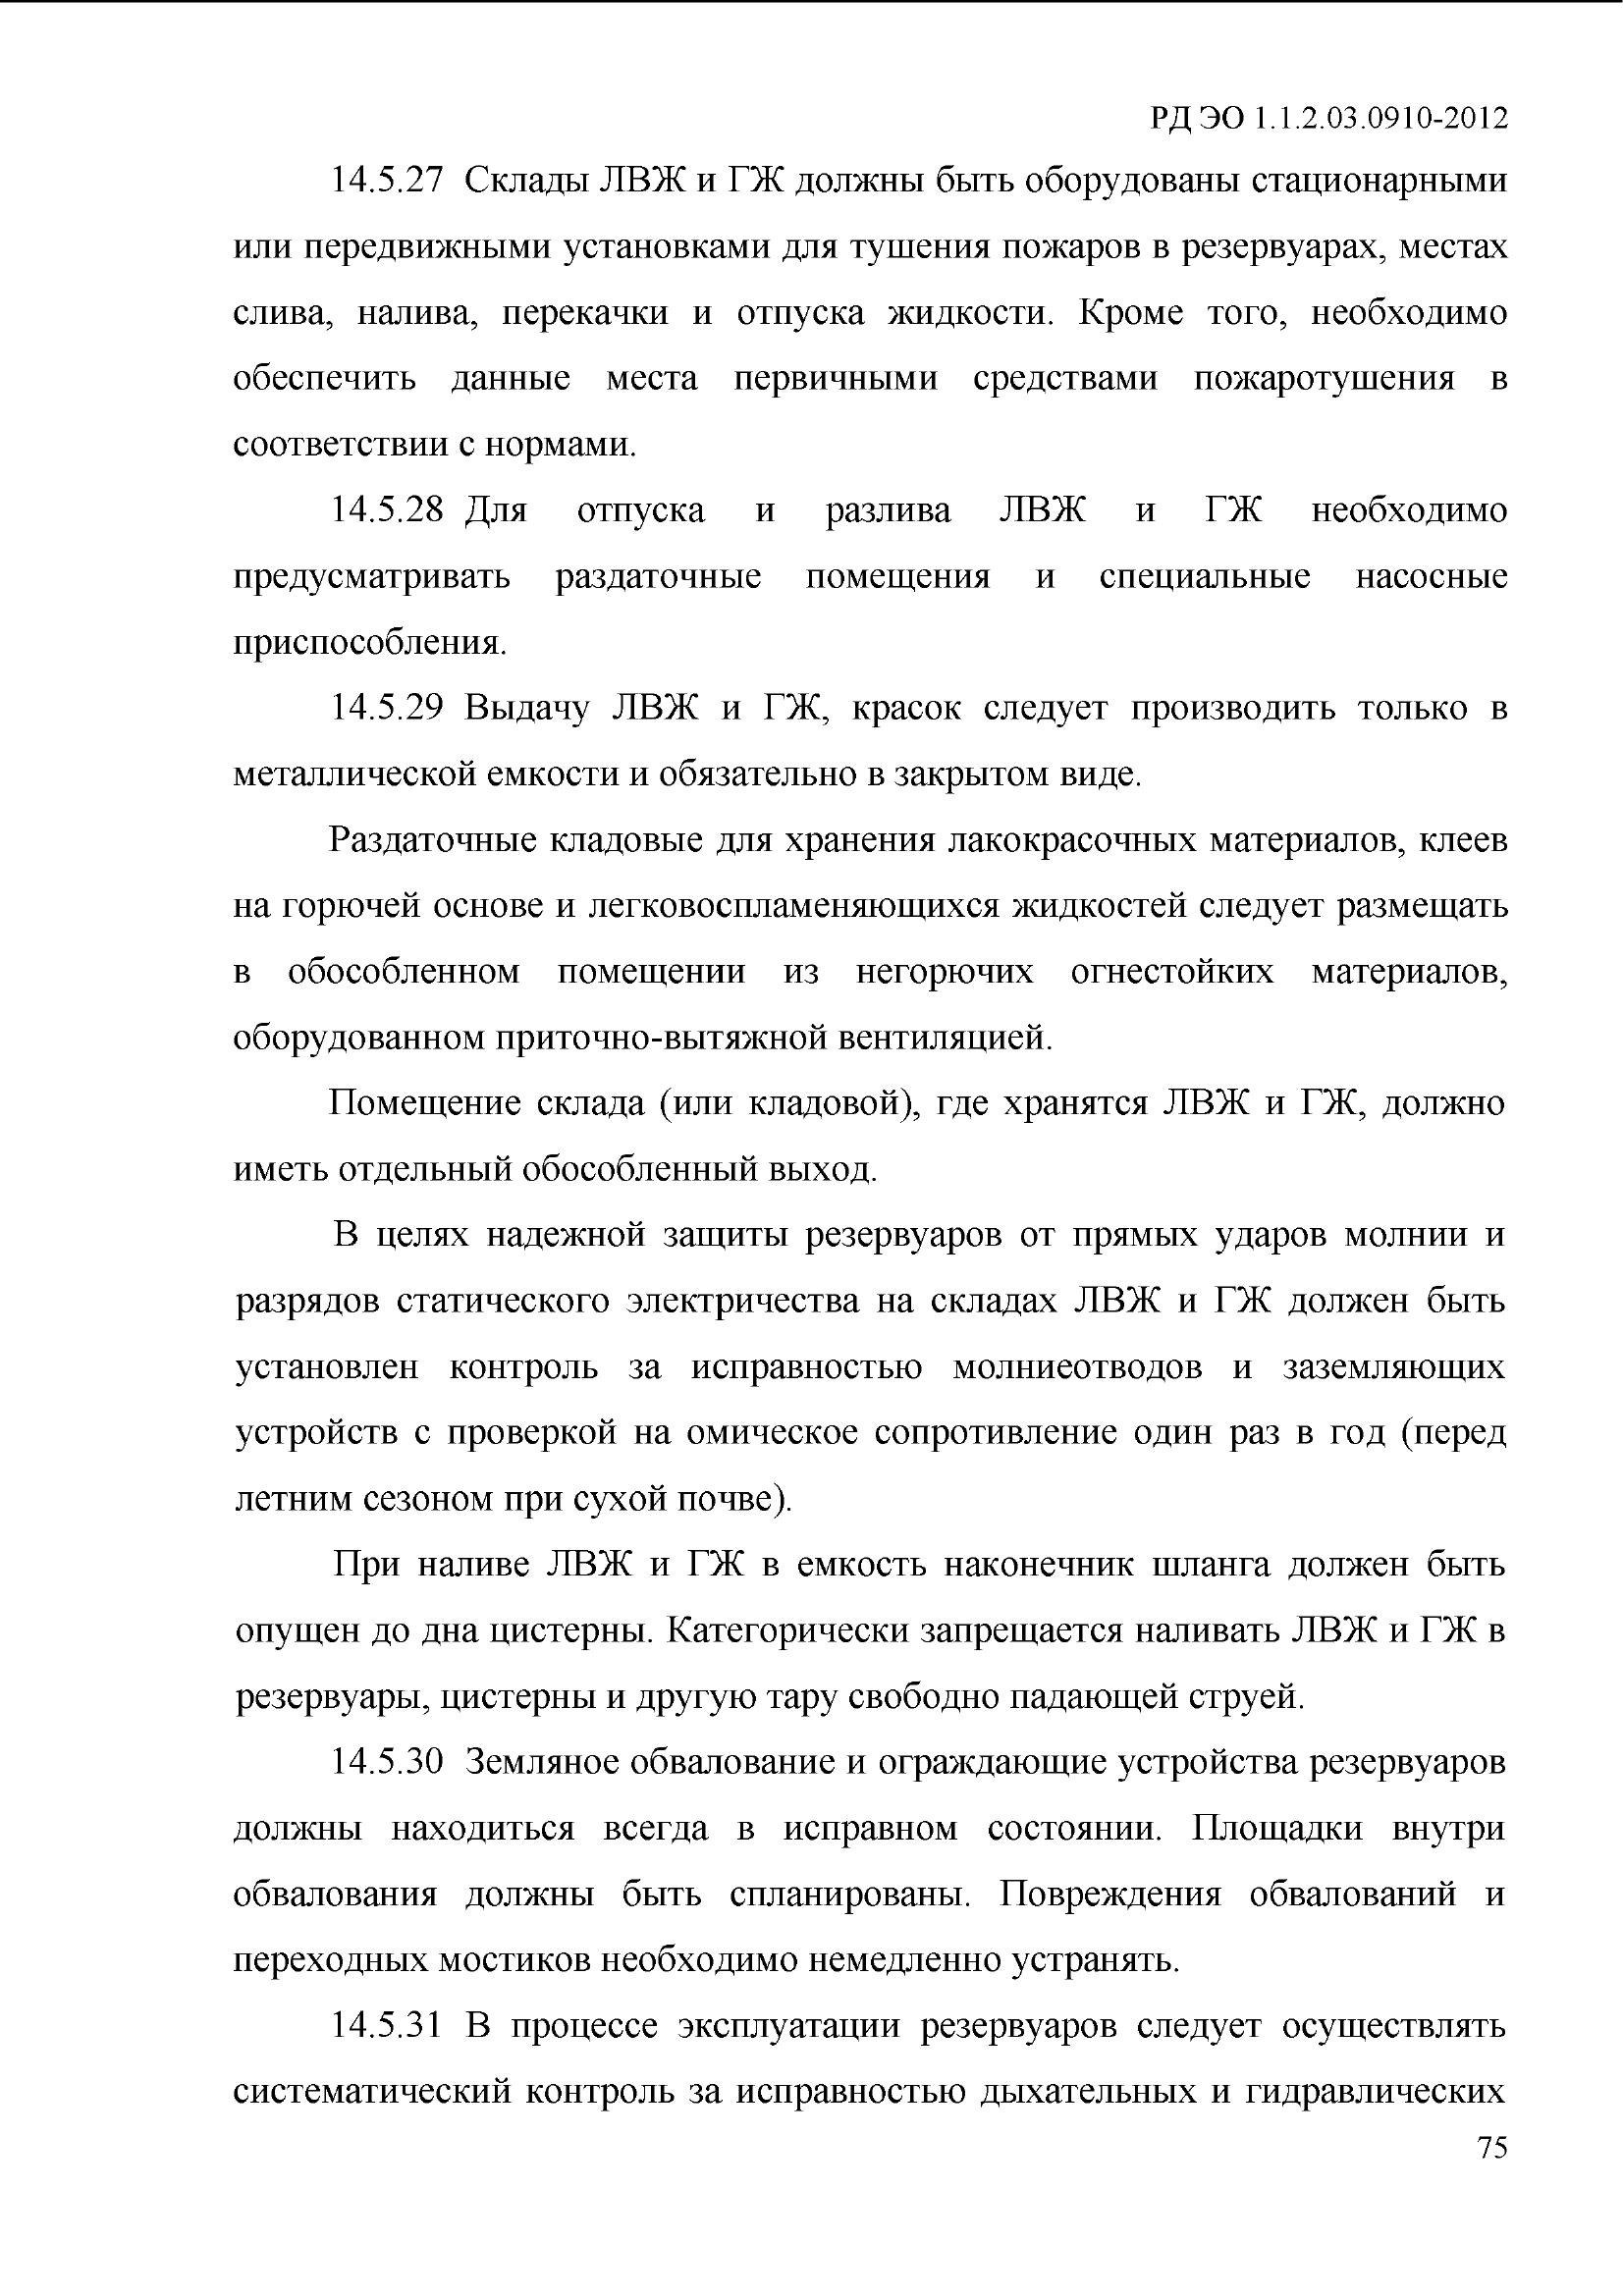 РД ЭО 1.1.2.03.0910-2012
14.5.27 Склады ЛВЖ и ГЖ должны быть оборудованы стационарными
или передвижными установками для тушения пожаров в резервуарах, местах
слива, налива, перекачки и отпуска жидкости. Кроме того, необходимо
обеспечить данные места первичными средствами пожаротушения в
соответствии с нормами.
14.5.28 Для отпуска и разлива ЛВЖ и ГЖ необходимо
предусматривать раздаточные помещения и специальные насосные
приспособления.
14.5.29 Выдачу ЛВЖ и ГЖ, красок следует производить только в
металлической емкости и обязательно в закрытом виде.
Раздаточные кладовые для хранения лакокрасочных материалов, клеев
на горючей основе и легковоспламеняющихся жидкостей следует размещать
в обособленном помещении из негорючих огнестойких материалов,
оборудованном приточно-вытяжной вентиляцией.
Помещение склада (или кладовой), где хранятся ЛВЖ и ГЖ, должно
иметь отдельный обособленный выход.
В целях надежной защиты резервуаров от прямых ударов молнии и
разрядов статического электричества на складах ЛВЖ и ГЖ должен быть
установлен контроль за исправностью молниеотводов и заземляющих
устройств с проверкой на омическое сопротивление один раз в год (перед
летним сезоном при сухой почве).
При наливе ЛВЖ и ГЖ в емкость наконечник шланга должен быть
опущен до дна цистерны. Категорически запрещается наливать ЛВЖ и ГЖ в
резервуары, цистерны и другую тару свободно падающей струей.
14.5.30 Земляное обвалование и ограждающие устройства резервуаров
должны находиться всегда в исправном состоянии. Площадки внутри
обвалования должны быть спланированы. Повреждения обвалований и
переходных мостиков необходимо немедленно устранять.
14.5.31 В процессе эксплуатации резервуаров следует осуществлять
систематический контроль за исправностью дыхательных и гидравлических
75